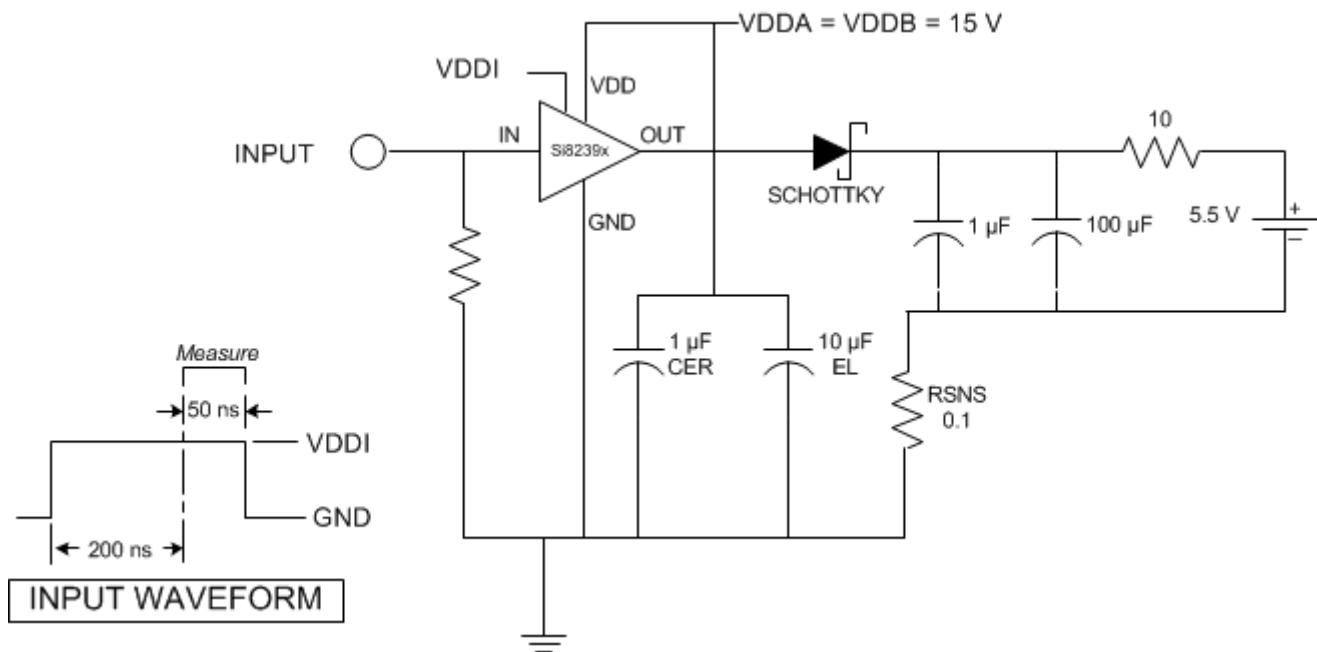 VDDA = VDDB = 15 V
VDDI
VDD
10
INPUT
IN
Si8239x
OUT
SCHOTTKY
GND
1 µF
100 µF
5.5 V
+
–
1 µF
CER
10 µF
EL
RSNS
0.1
Measure
50 ns
VDDI
GND
200 ns
INPUT WAVEFORM